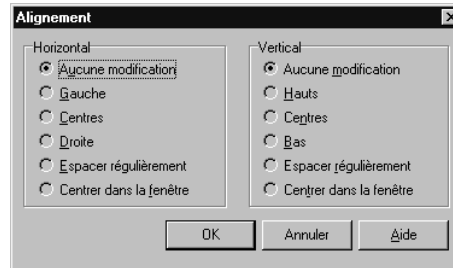 Alignement
Horizontal
Aucune modification
Gauche
Centres
Droite
Espacer régulièrement
Centrer dans la fenêtre
Vertical
Aucune modification
Hauts
Centres
Bas
Espacer régulièrement
Centrer dans la fenêtre
OK
Annuler
Aide